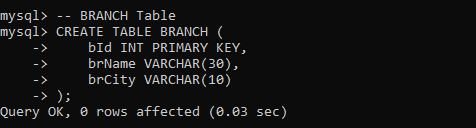 mysql> -- BRANCH Table
mysql> CREATE TABLE BRANCH (
    ->     bId INT PRIMARY KEY,
    ->     brName VARCHAR(30),
    ->     brCity VARCHAR(10)
    -> );
Query OK, 0 rows affected (0.03 sec)